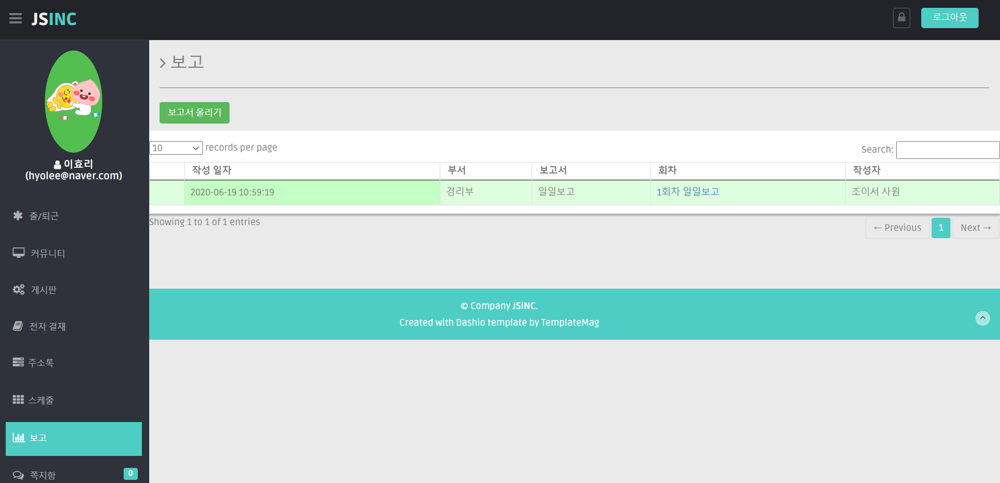 JSINC
로그아웃
이효리
(hyolee@naver.com)
출/퇴근
커뮤니티
게시판
전자 결재
주소록
스케줄
보고
쪽지함 0
보고
보고서 올리기
10 records per page
Search:
작성 일자 부서 보고서 회차 작성자
2020-06-19 10:59:19 경리부 일일보고 1회차 일일보고 조이서 사원
Showing 1 to 1 of 1 entries
← Previous 1 Next →
© Company JSINC.
Created with Dashio template by TemplateMag